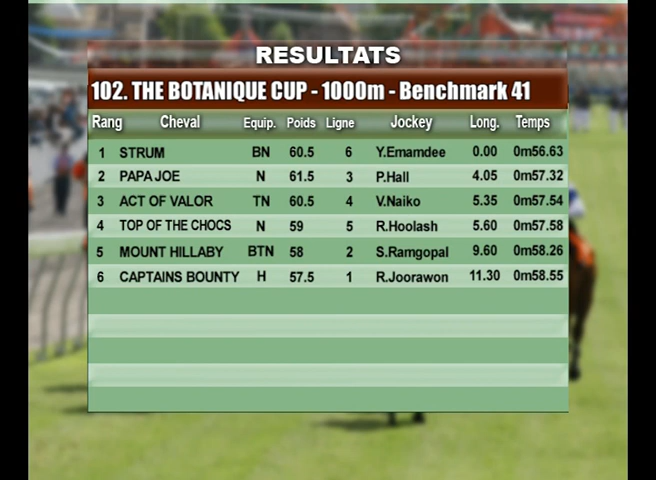 RESULTATS
102. THE BOTANIQUE CUP - 1000m - Benchmark 41
Rang Cheval Equip. Poids Ligne Jockey Long. Temps
1 STRUM BN 60.5 6 Y.Emamdee 0.00 0m56.63
2 PAPA JOE N 61.5 3 P.Hall 4.05 0m57.32
3 ACT OF VALOR TN 60.5 4 V.Naiko 5.35 0m57.54
4 TOP OF THE CHOCS N 59 5 R.Hoolash 5.60 0m57.58
5 MOUNT HILLABY BTN 58 2 S.Ramgopal 9.60 0m58.26
6 CAPTAINS BOUNTY H 57.5 1 R.Joorawon 11.30 0m58.55